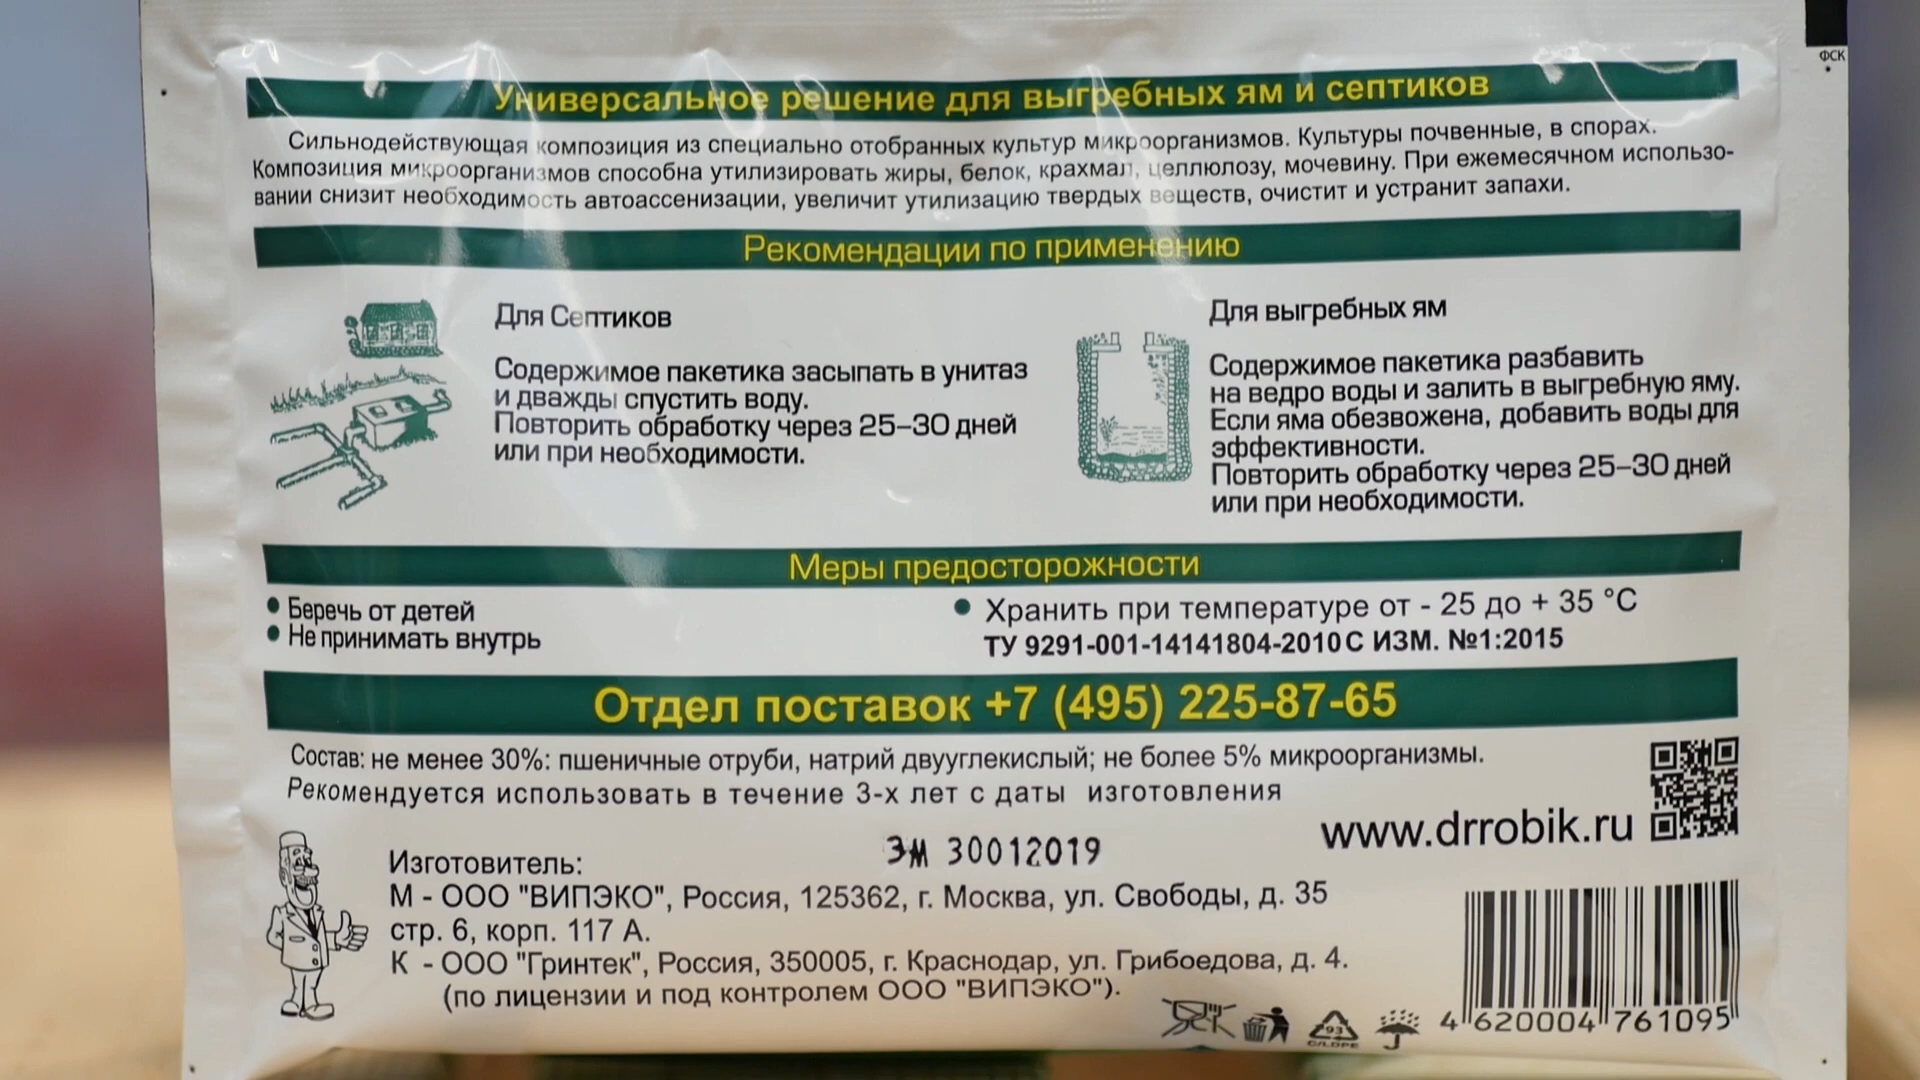 ФСК
Универсальное решение для выгребных ям и септиков
Сильнодействующая композиция из специально отобранных культур микроорганизмов. Культуры почвенные, в спорах.
Композиция микроорганизмов способна утилизировать жиры, белок, крахмал, целлюлозу, мочевину. При ежемесячном использо-
вании снизит необходимость автоассенизации, увеличит утилизацию твердых веществ, очистит и устранит запахи.
Рекомендации по применению
Для Септиков
Содержимое пакетика засыпать в унитаз
и дважды спустить воду.
Повторить обработку через 25–30 дней
или при необходимости.
Для выгребных ям
Содержимое пакетика разбавить
на ведро воды и залить в выгребную яму.
Если яма обезвожена, добавить воды для
эффективности.
Повторить обработку через 25–30 дней
или при необходимости.
Меры предосторожности
• Беречь от детей
• Не принимать внутрь
• Хранить при температуре от - 25 до + 35 °C
ТУ 9291-001-14141804-2010 С ИЗМ. №1:2015
Отдел поставок +7 (495) 225-87-65
Состав: не менее 30%: пшеничные отруби, натрий двууглекислый; не более 5% микроорганизмы.
Рекомендуется использовать в течение 3-х лет с даты изготовления
www.drrobik.ru
ЭМ 30012019
Изготовитель:
М - ООО "ВИПЭКО", Россия, 125362, г. Москва, ул. Свободы, д. 35
стр. 6, корп. 117 А.
К - ООО "Гринтек", Россия, 350005, г. Краснодар, ул. Грибоедова, д. 4.
(по лицензии и под контролем ООО "ВИПЭКО").
93
C/LDPE
4 620004 761095